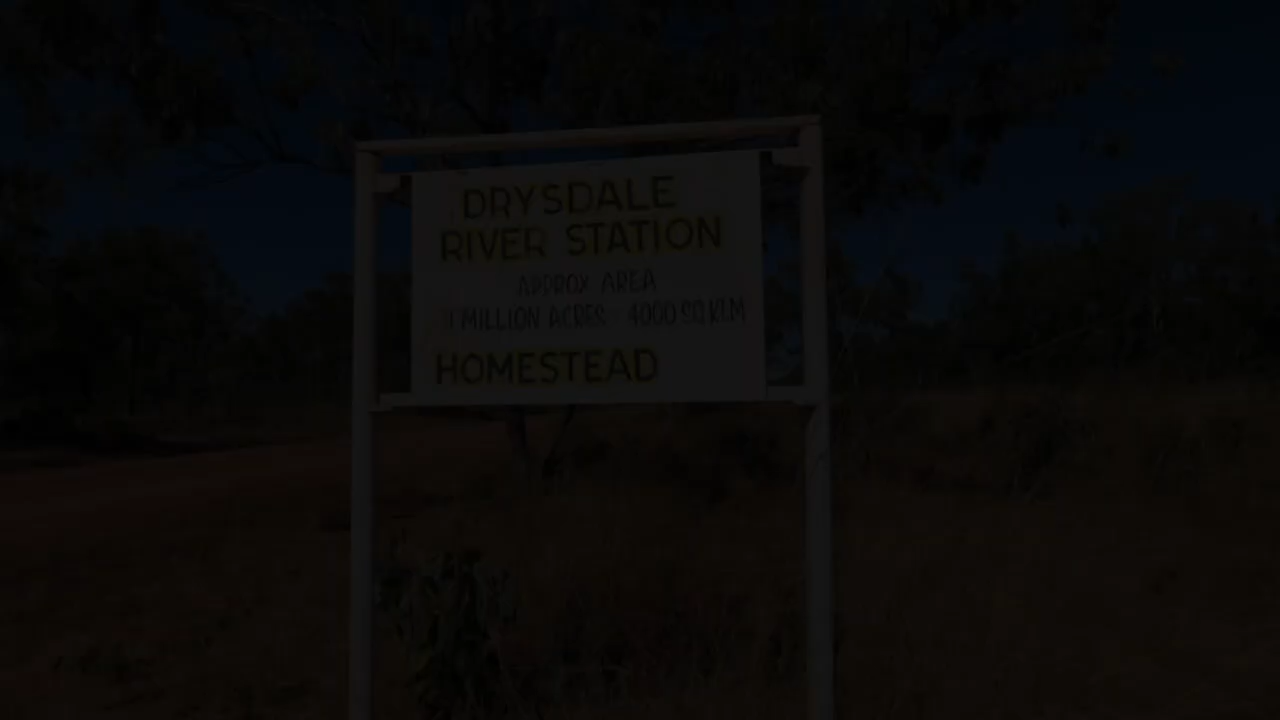 DRYSDALE
RIVER STATION
APPROX AREA
1 MILLION ACRES 4000 SQ KLM
HOMESTEAD